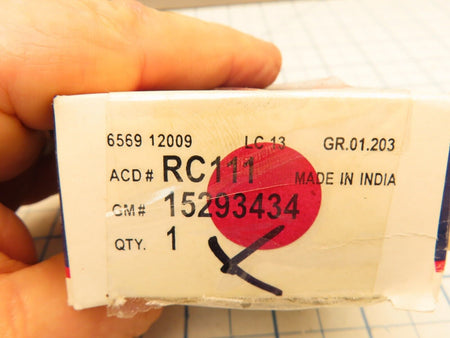 6569 12009 LC 13 GR.01.203
ACD# RC111 MADE IN INDIA
GM# 15293434
QTY. 1